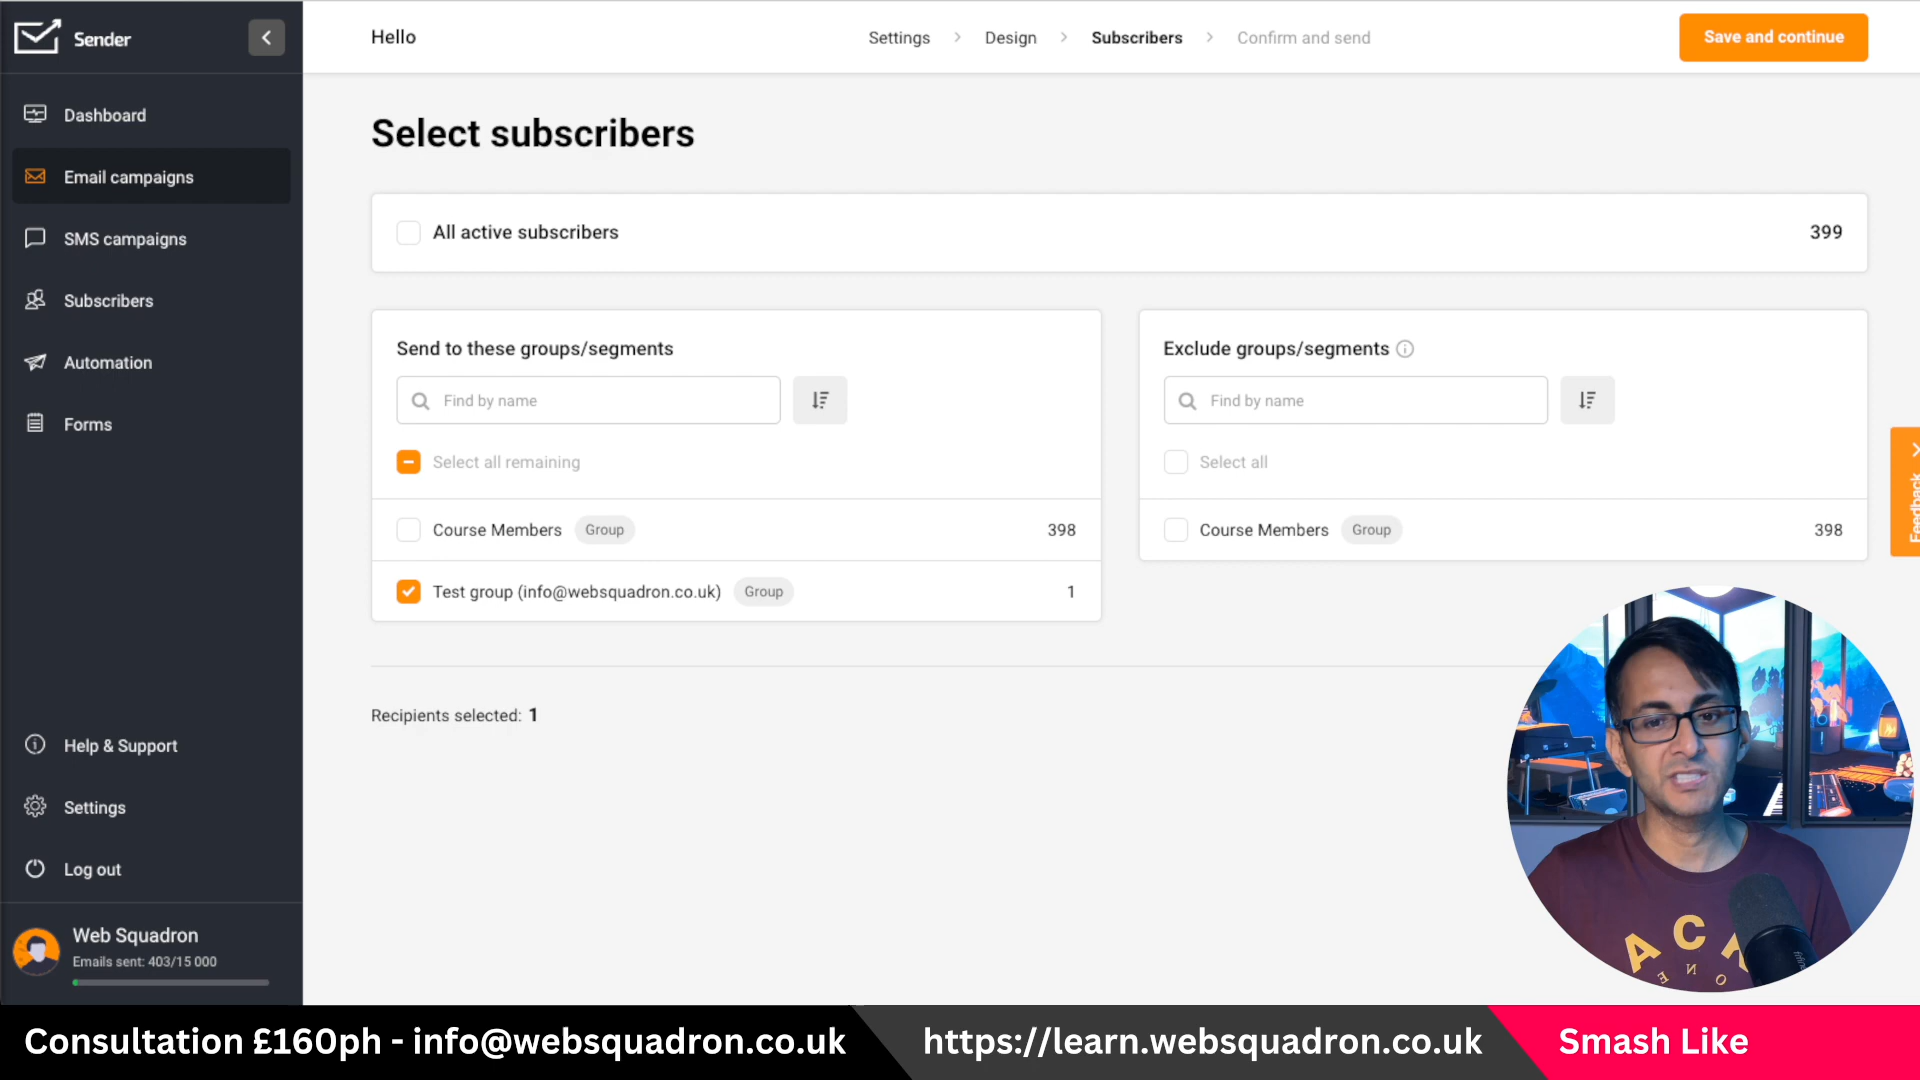 Sender
Hello
Settings
Design
Subscribers
Confirm and send
Save and continue
Dashboard
Email campaigns
SMS campaigns
Subscribers
Automation
Forms
Help & Support
Settings
Log out
Web Squadron
Emails sent: 403/15 000
Select subscribers
All active subscribers
399
Send to these groups/segments
Find by name
Select all remaining
Course Members Group 398
Test group (info@websquadron.co.uk) Group 1
Exclude groups/segments
Find by name
Select all
Course Members Group 398
Recipients selected: 1
Feedback
Consultation £160ph - info@websquadron.co.uk
https://learn.websquadron.co.uk
Smash Like